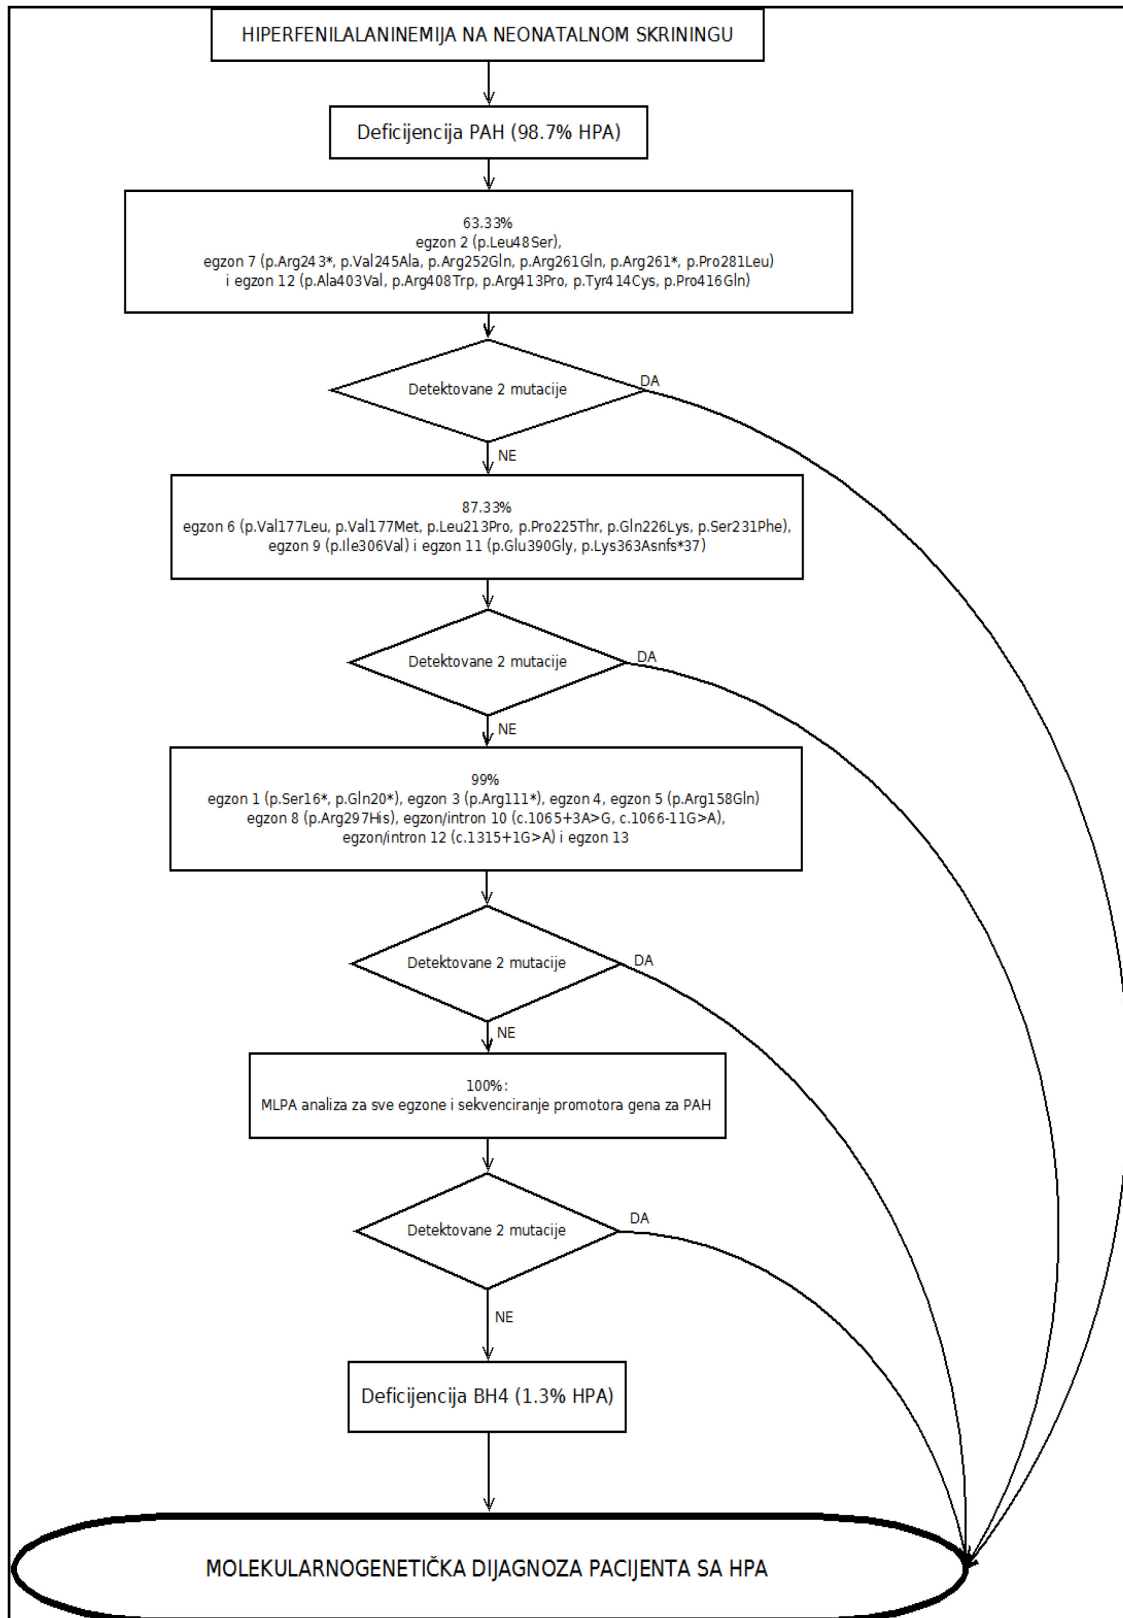 HIPERFENILALANINEMIJA NA NEONATALNOM SKRININGU
Deficijencija PAH (98.7% HPA)
63.33%
egzon 2 (p.Leu48Ser),
egzon 7 (p.Arg243*, p.Val245Ala, p.Arg252Gln, p.Arg261Gln, p.Arg261*, p.Pro281Leu)
i egzon 12 (p.Ala403Val, p.Arg408Trp, p.Arg413Pro, p.Tyr414Cys, p.Pro416Gln)
Detektovane 2 mutacije
DA
NE
87.33%
egzon 6 (p.Val177Leu, p.Val177Met, p.Leu213Pro, p.Pro225Thr, p.Gln226Lys, p.Ser231Phe),
egzon 9 (p.Ile306Val) i egzon 11 (p.Glu390Gly, p.Lys363Asnfs*37)
Detektovane 2 mutacije
DA
NE
99%
egzon 1 (p.Ser16*, p.Gln20*), egzon 3 (p.Arg111*), egzon 4, egzon 5 (p.Arg158Gln)
egzon 8 (p.Arg297His), egzon/intron 10 (c.1065+3A>G, c.1066-11G>A),
egzon/intron 12 (c.1315+1G>A) i egzon 13
Detektovane 2 mutacije
DA
NE
100%:
MLPA analiza za sve egzone i sekvenciranje promotora gena za PAH
Detektovane 2 mutacije
DA
NE
Deficijencija BH4 (1.3% HPA)
MOLEKULARNOGENETIČKA DIJAGNOZA PACIJENTA SA HPA